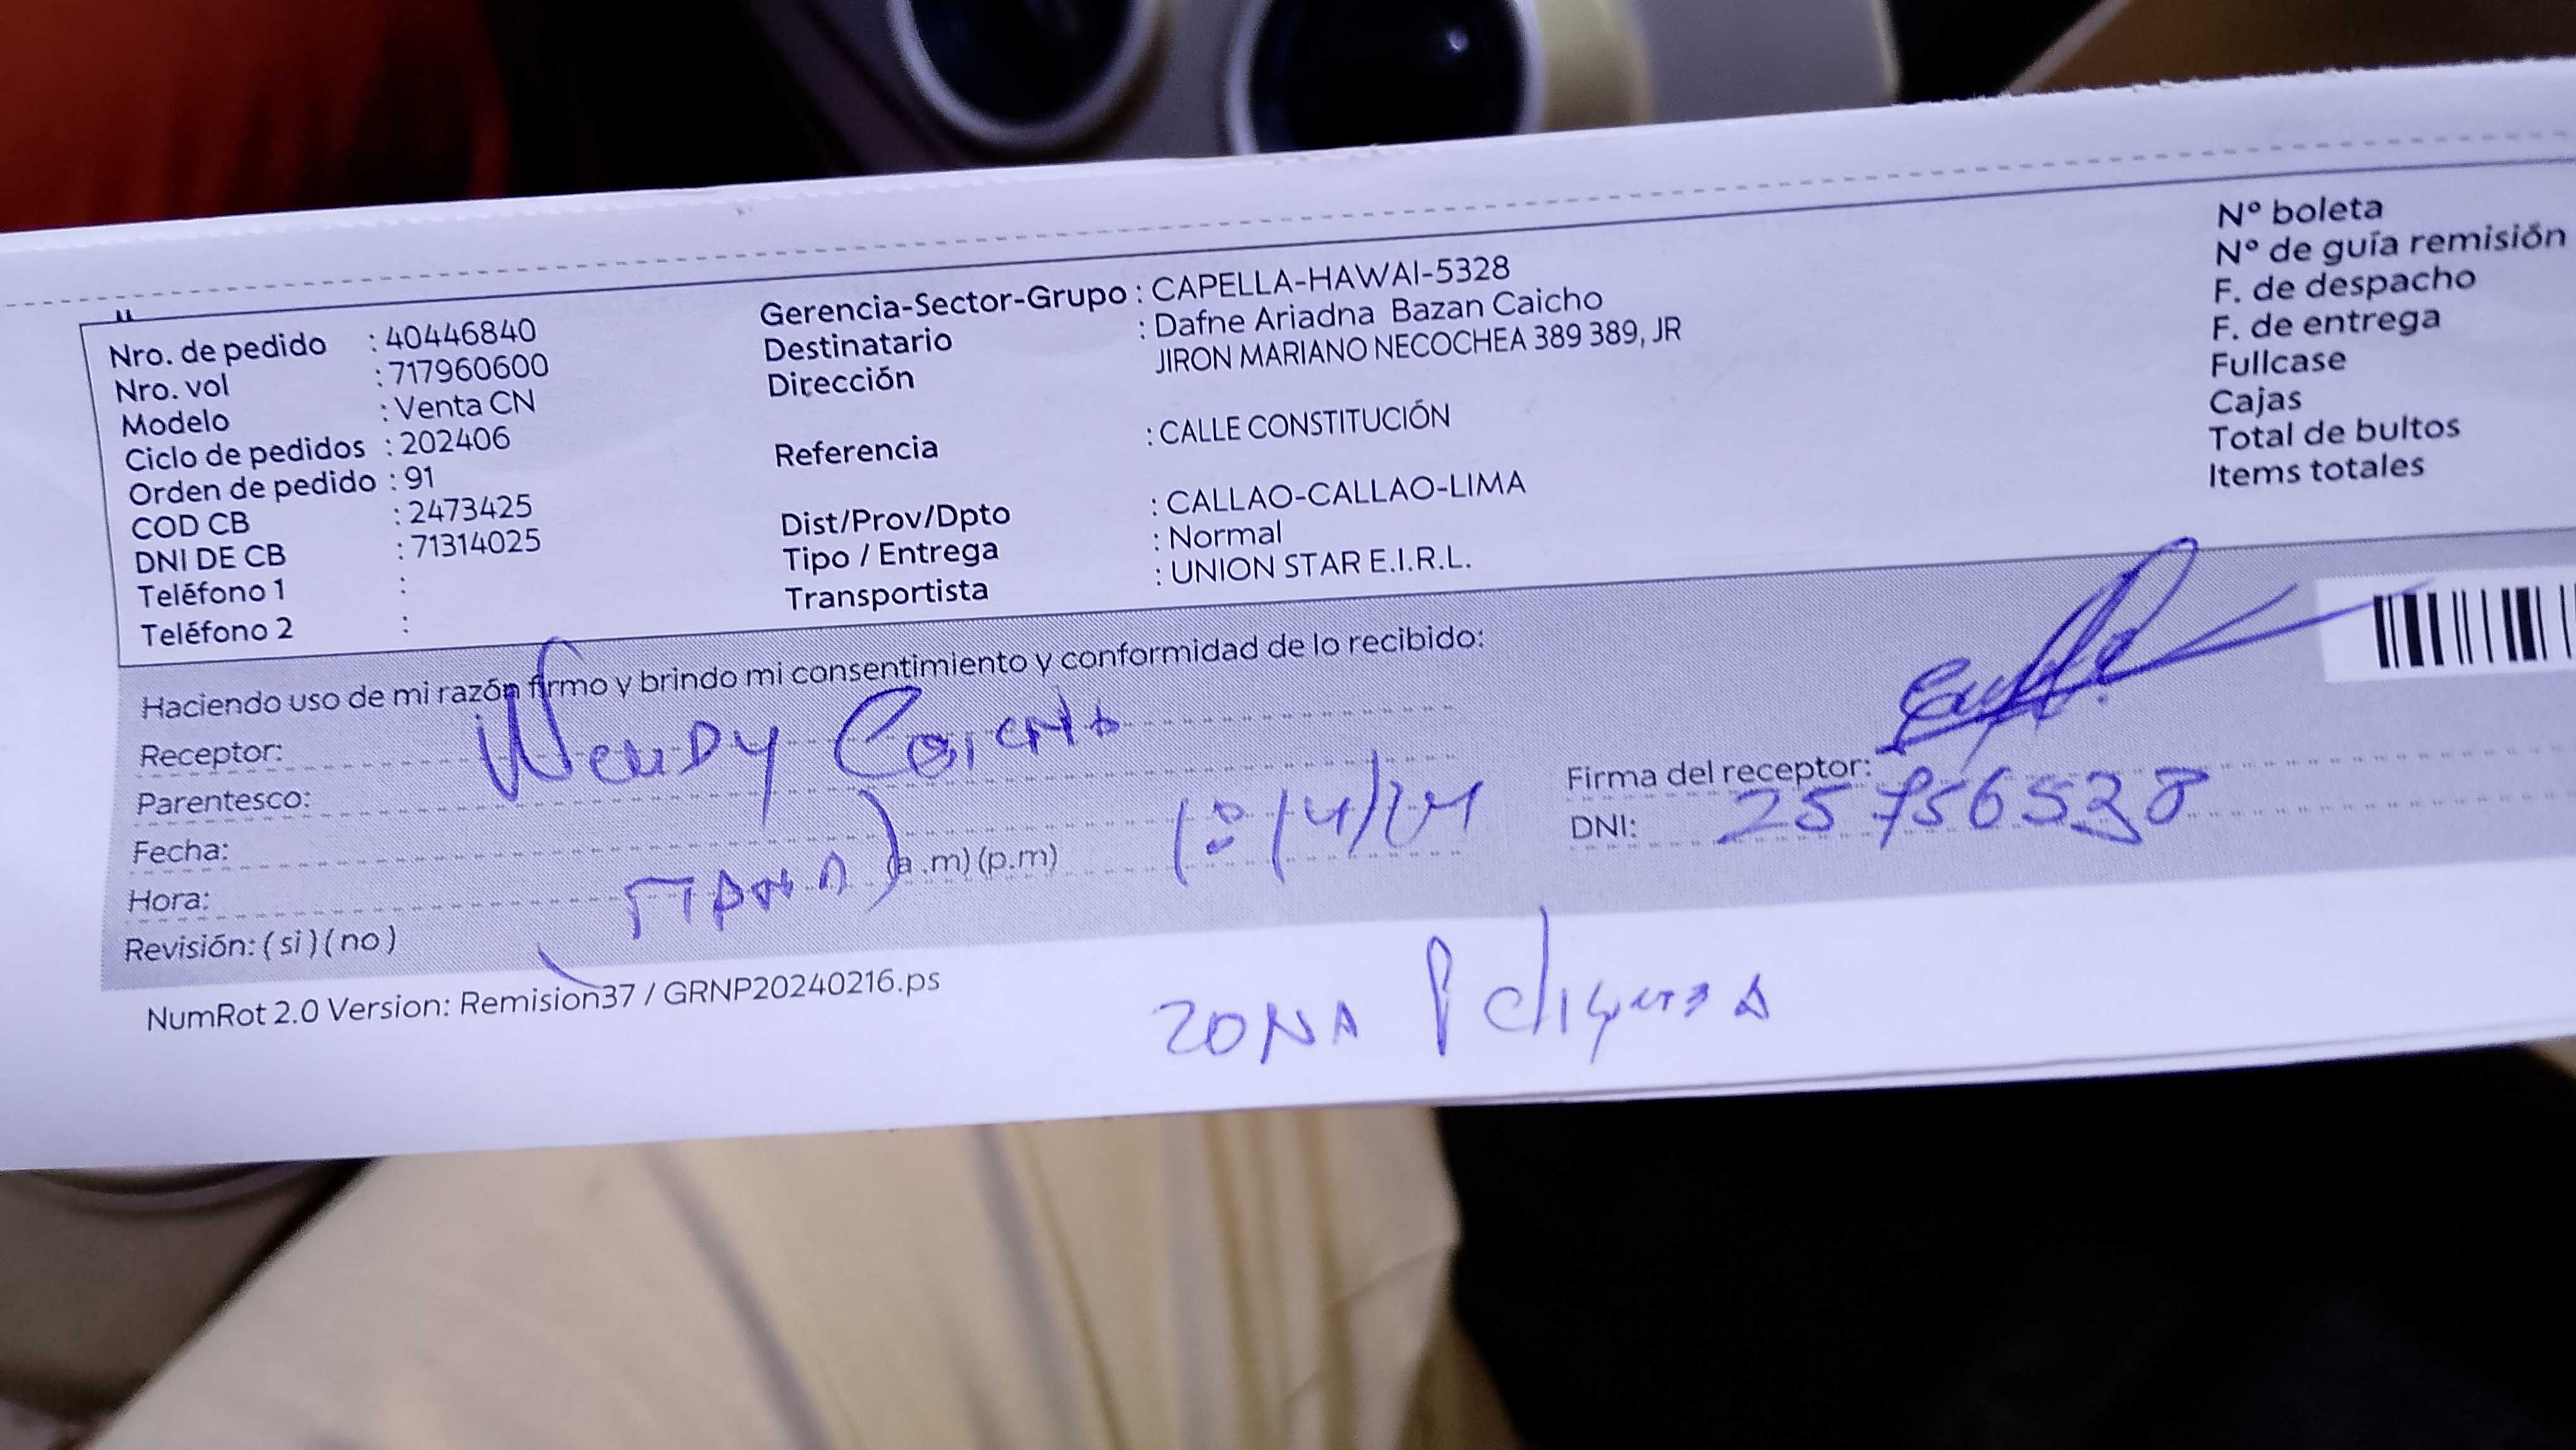 Nro. de pedido : 40446840
Nro. vol : 717960600
Modelo : Venta CN
Ciclo de pedidos : 202406
Orden de pedido : 91
COD CB : 2473425
DNI DE CB : 71314025
Teléfono 1 :
Teléfono 2 :
Gerencia-Sector-Grupo : CAPELLA-HAWAI-5328
Destinatario : Dafne Ariadna Bazan Caicho
Dirección JIRON MARIANO NECOCHEA 389 389, JR
Referencia : CALLE CONSTITUCIÓN
Dist/Prov/Dpto : CALLAO-CALLAO-LIMA
Tipo / Entrega : Normal
Transportista : UNION STAR E.I.R.L.
Nº boleta
Nº de guía remisión
F. de despacho
F. de entrega
Fullcase
Cajas
Total de bultos
Items totales
Haciendo uso de mi razón firmo y brindo mi consentimiento y conformidad de lo recibido:
Receptor: Wendy
Parentesco:
Fecha:
Hora: (a.m) (p.m)
Revisión: ( si ) ( no )
Firma del receptor:
DNI: 25756538
NumRot 2.0 Version: Remision37 / GRNP20240216.ps
ZONA